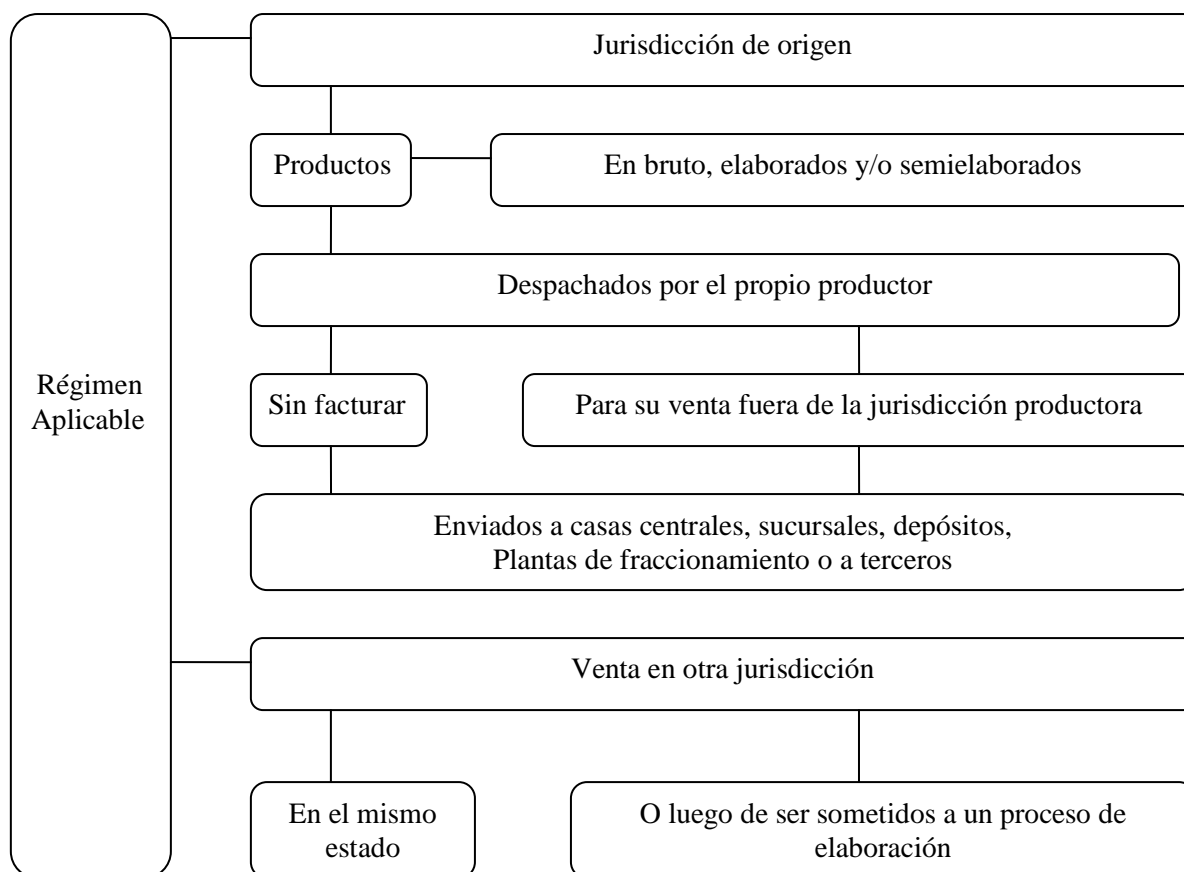 Jurisdicción de origen
Productos
En bruto, elaborados y/o semielaborados
Despachados por el propio productor
Régimen
Aplicable
Sin facturar
Para su venta fuera de la jurisdicción productora
Enviados a casas centrales, sucursales, depósitos,
Plantas de fraccionamiento o a terceros
Venta en otra jurisdicción
En el mismo
estado
O luego de ser sometidos a un proceso de
elaboración